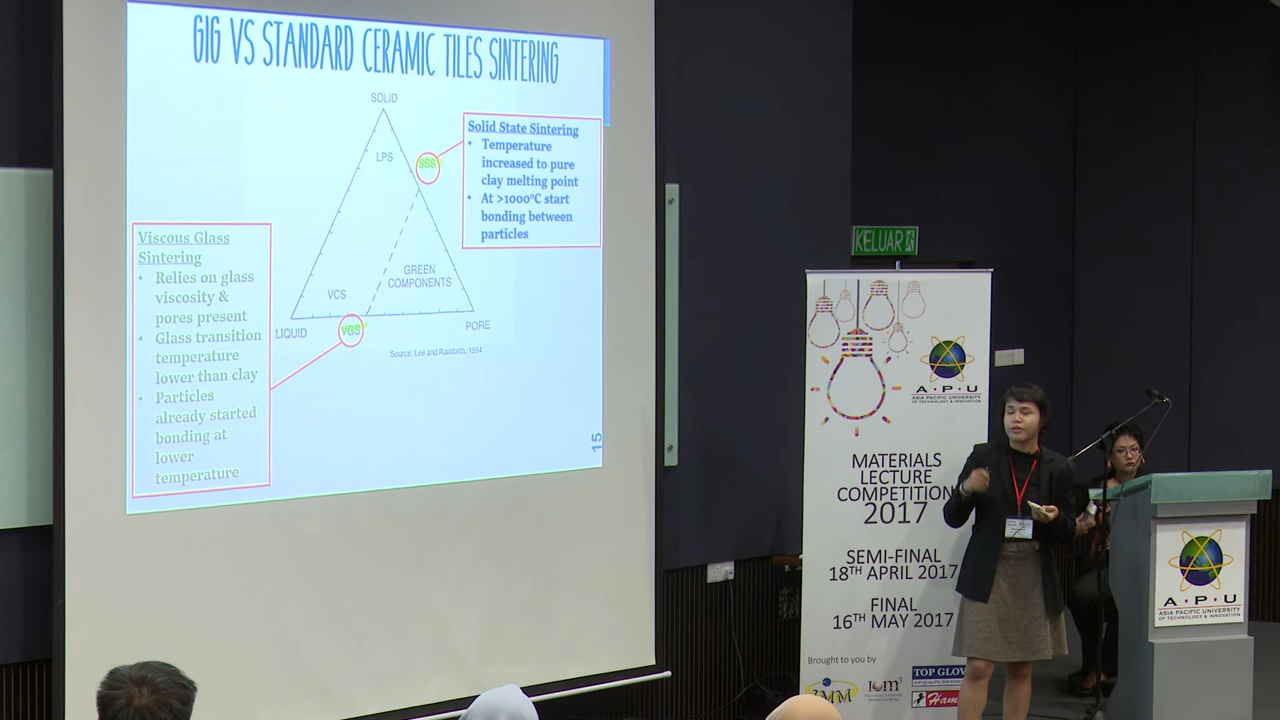 GIG VS STANDARD CERAMIC TILES SINTERING
SOLID
LPS
SSS
GREEN
COMPONENTS
VCS
LIQUID
VGS
PORE
Source: Lee and Rainforth, 1994
Solid State Sintering
• Temperature
increased to pure
clay melting point
• At >1000°C start
bonding between
particles
Viscous Glass
Sintering
• Relies on glass
viscosity &
pores present
• Glass transition
temperature
lower than clay
• Particles
already started
bonding at
lower
temperature
15
KELUAR
A·P·U
ASIA PACIFIC UNIVERSITY
OF TECHNOLOGY & INNOVATION
MATERIALS
LECTURE
COMPETITION
2017
SEMI-FINAL
18TH APRIL 2017
FINAL
16TH MAY 2017
Brought to you by
IMM
IOM3
TOP GLOV
Ham
A·P·U
ASIA PACIFIC UNIVERSITY
OF TECHNOLOGY & INNOVATION